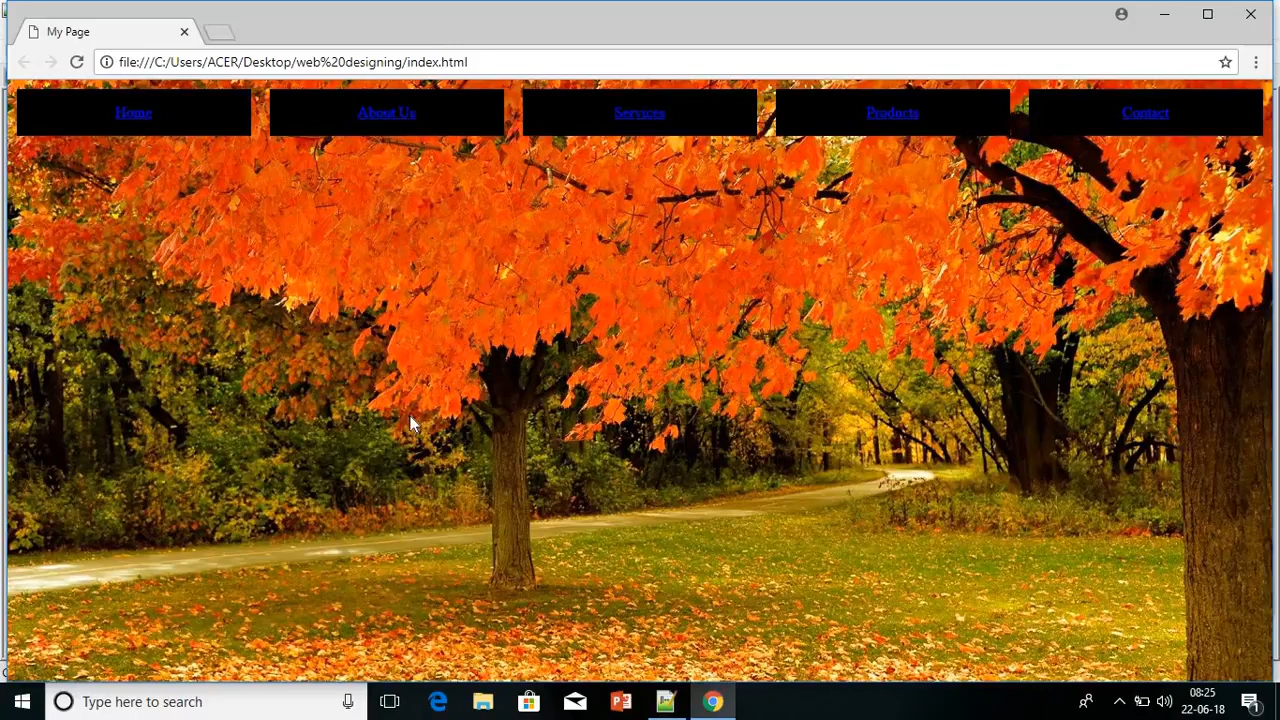 My Page
file:///C:/Users/ACER/Desktop/web%20designing/index.html
Home About Us Services Products Contact
Type here to search
08:25
22-06-18
1